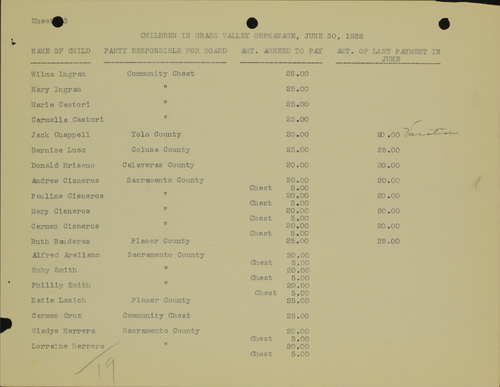 Sheet 3
CHILDREN IN GRASS VALLEY ORPHANAGE, JUNE 30, 1932
NAME OF CHILD PARTY RESPONSIBLE FOR BOARD AMT. AGREED TO PAY AMT. OF LAST PAYMENT IN
JUNE
Wilma Ingram Community Chest 25.00
Mary Ingram " 25.00
Marie Castori " 25.00
Carmelia Castori " 25.00
Jack Chappell Yolo County 20.00 20.00 Vacation
Bernice Luez Colusa County 25.00 25.00
Donald Briseno Calaveras County 20.00 20.00
Andrew Cisneros Sacramento County 20.00 20.00
Chest 5.00
Pauline Cisneros " 20.00 20.00
Chest 5.00
Mary Cisneros " 20.00 20.00
Chest 5.00
Carmen Cisneros " 20.00 20.00
Chest 5.00
Ruth Banderas Placer County 25.00 25.00
Alfred Arellano Sacramento County 20.00
Chest 5.00
Ruby Smith " 20.00
Chest 5.00
Phillip Smith " 20.00
Chest 5.00
Katie Lazich Placer County 25.00
Carmen Cruz Community Chest 25.00
Gladys Herrera Sacramento County 20.00
Chest 5.00
Lorraine Herrera " 20.00
Chest 5.00
19